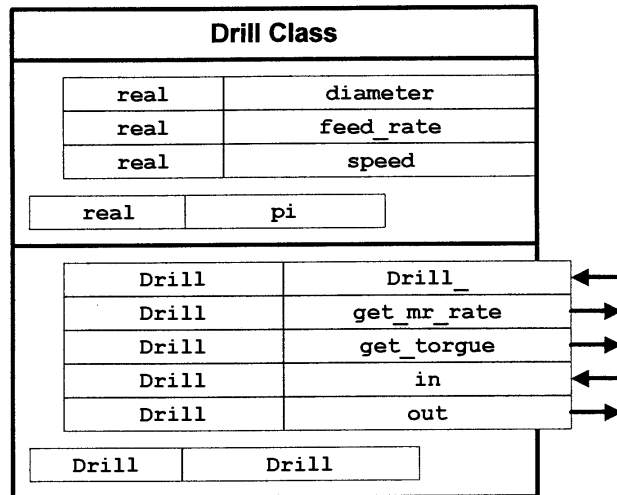 Drill Class
real diameter
real feed_rate
real speed
real pi
Drill Drill_
Drill get_mr_rate
Drill get_torgue
Drill in
Drill out
Drill Drill